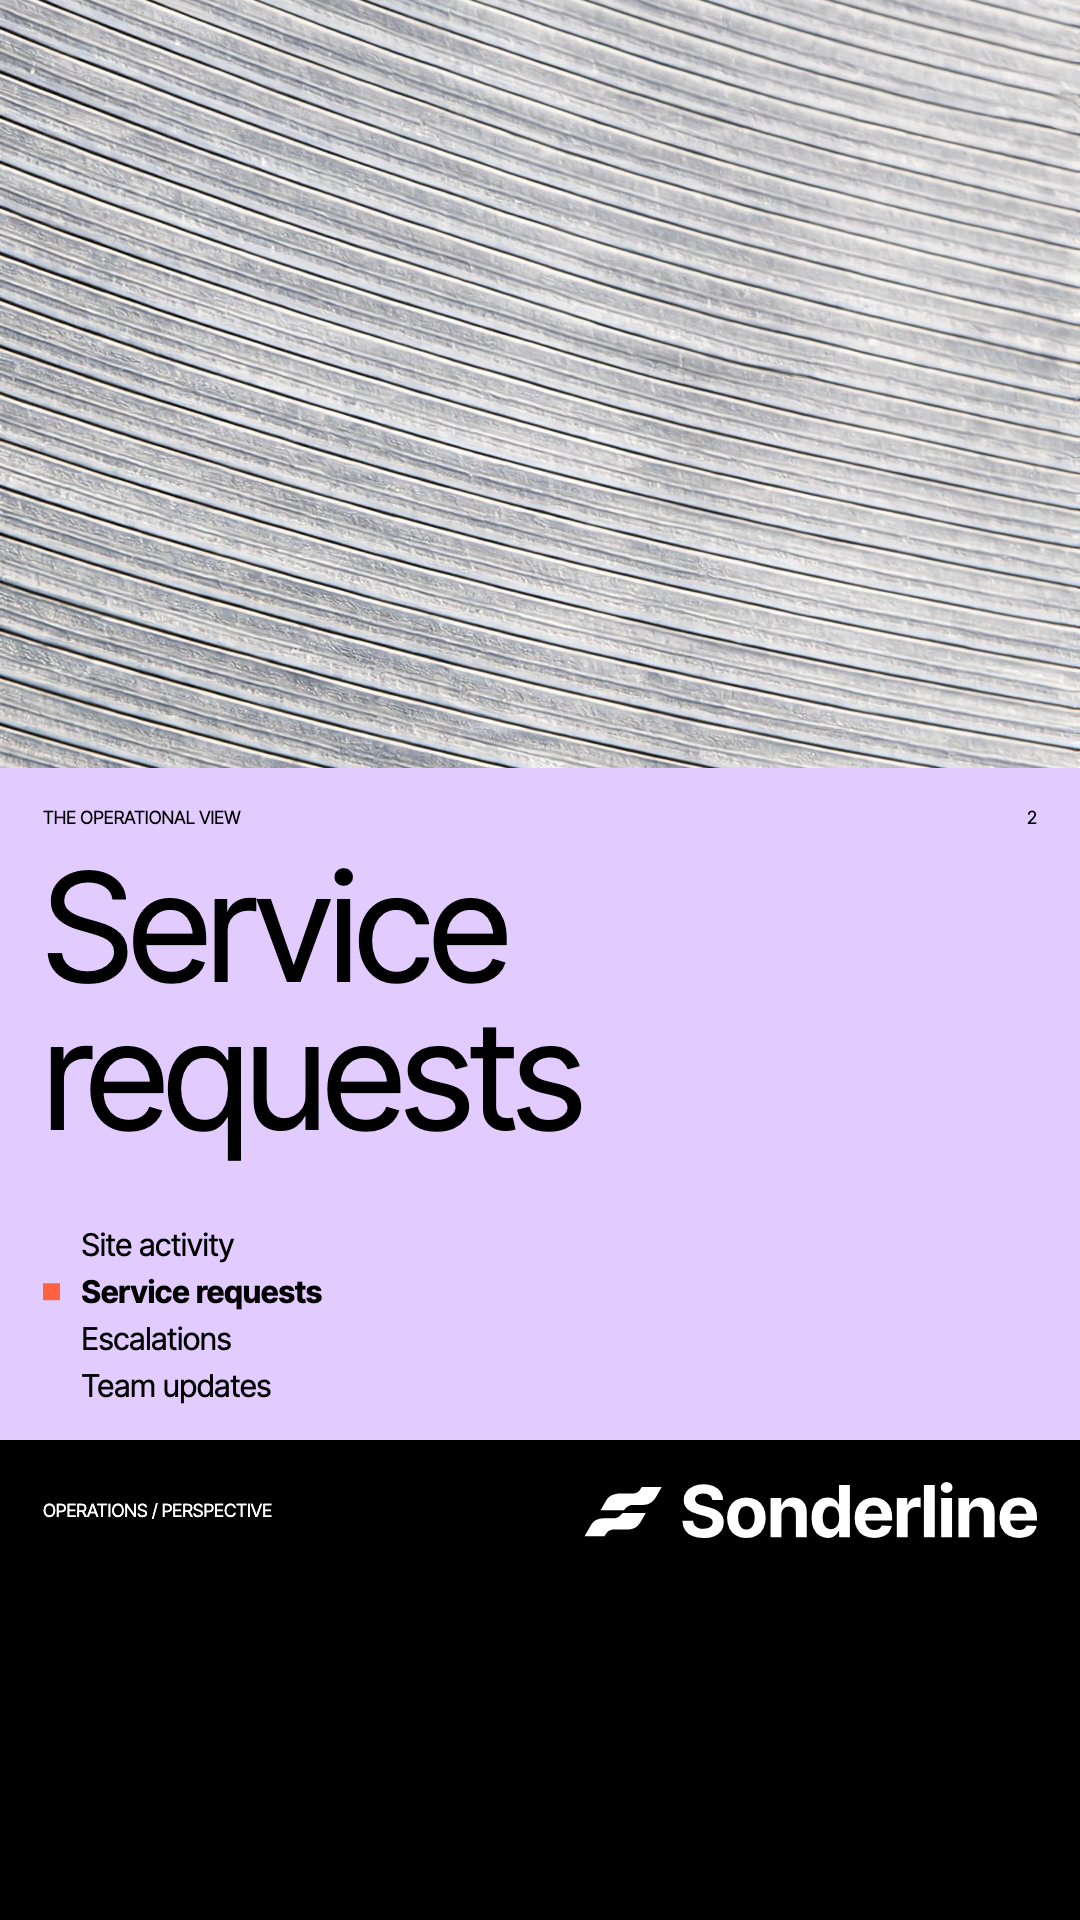 THE OPERATIONAL VIEW
2
Service
requests
Site activity
Service requests
Escalations
Team updates
OPERATIONS / PERSPECTIVE
Sonderline